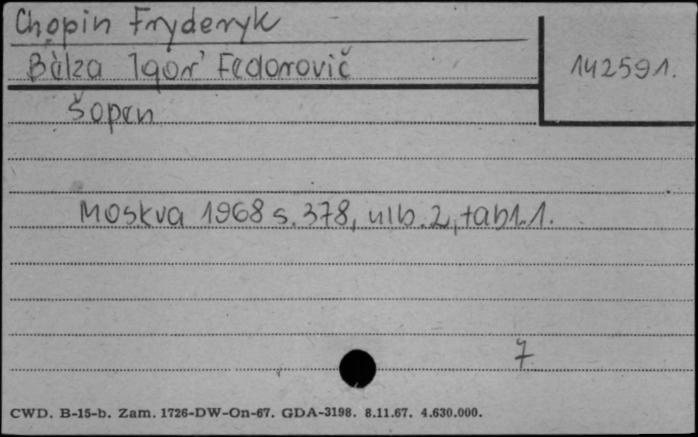 Chopin Fryderyk
Bèlza Igor' Fedorovič
142591.
Šopen
Moskva 1968 s. 378, nlb. 2, tabl. 1.
7
CWD. B-15-b. Zam. 1726-DW-On-67. GDA-3198. 8.11.67. 4.630.000.